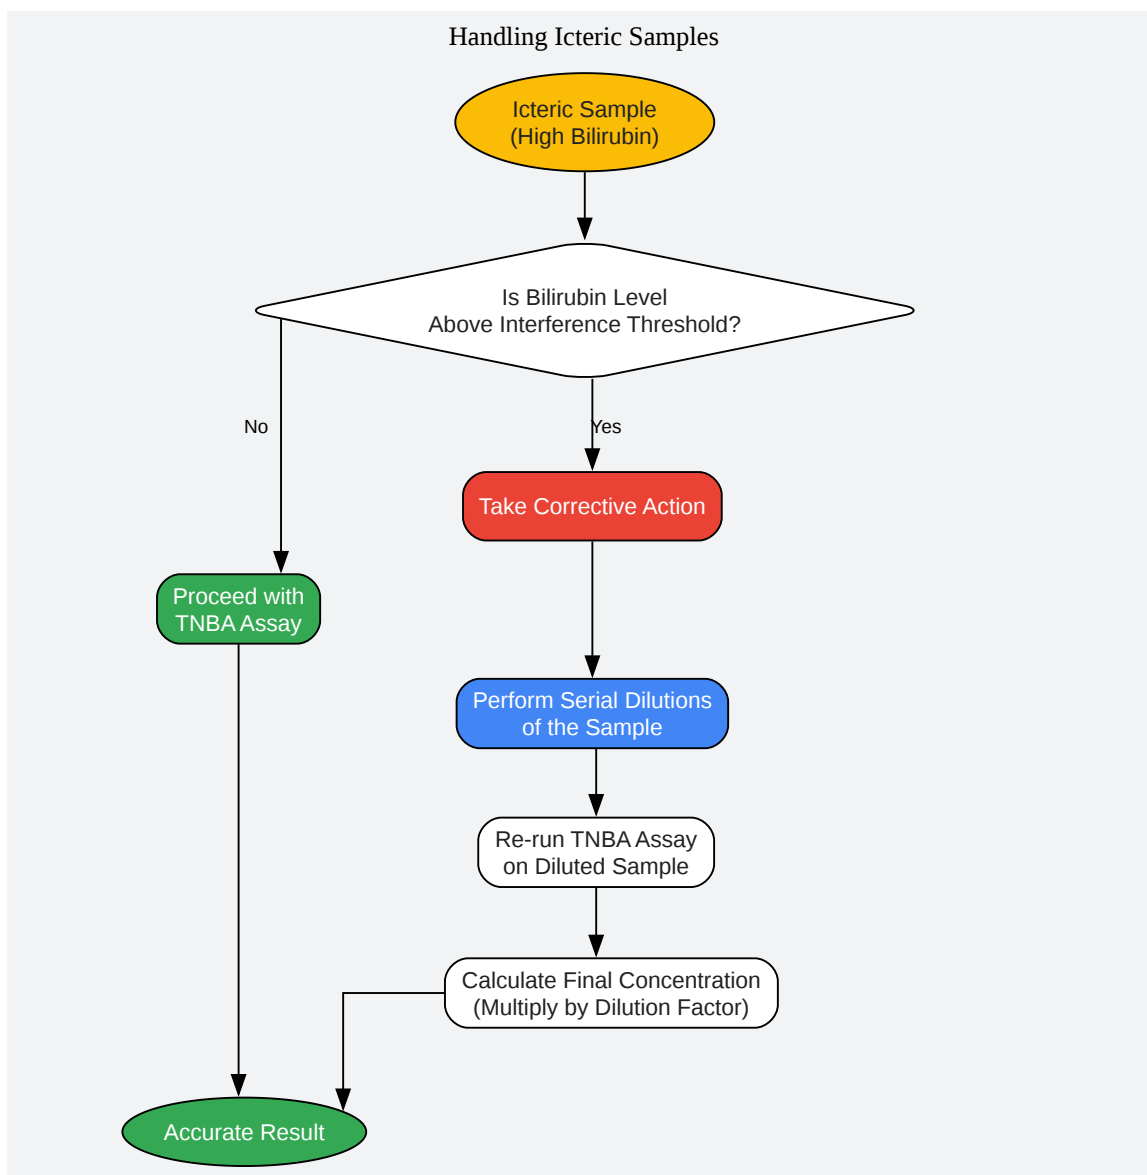 Handling Icteric Samples
Icteric Sample
(High Bilirubin)
Is Bilirubin Level
Above Interference Threshold?
No
Yes
Take Corrective Action
Proceed with
TNBA Assay
Perform Serial Dilutions
of the Sample
Re-run TNBA Assay
on Diluted Sample
Calculate Final Concentration
(Multiply by Dilution Factor)
Accurate Result